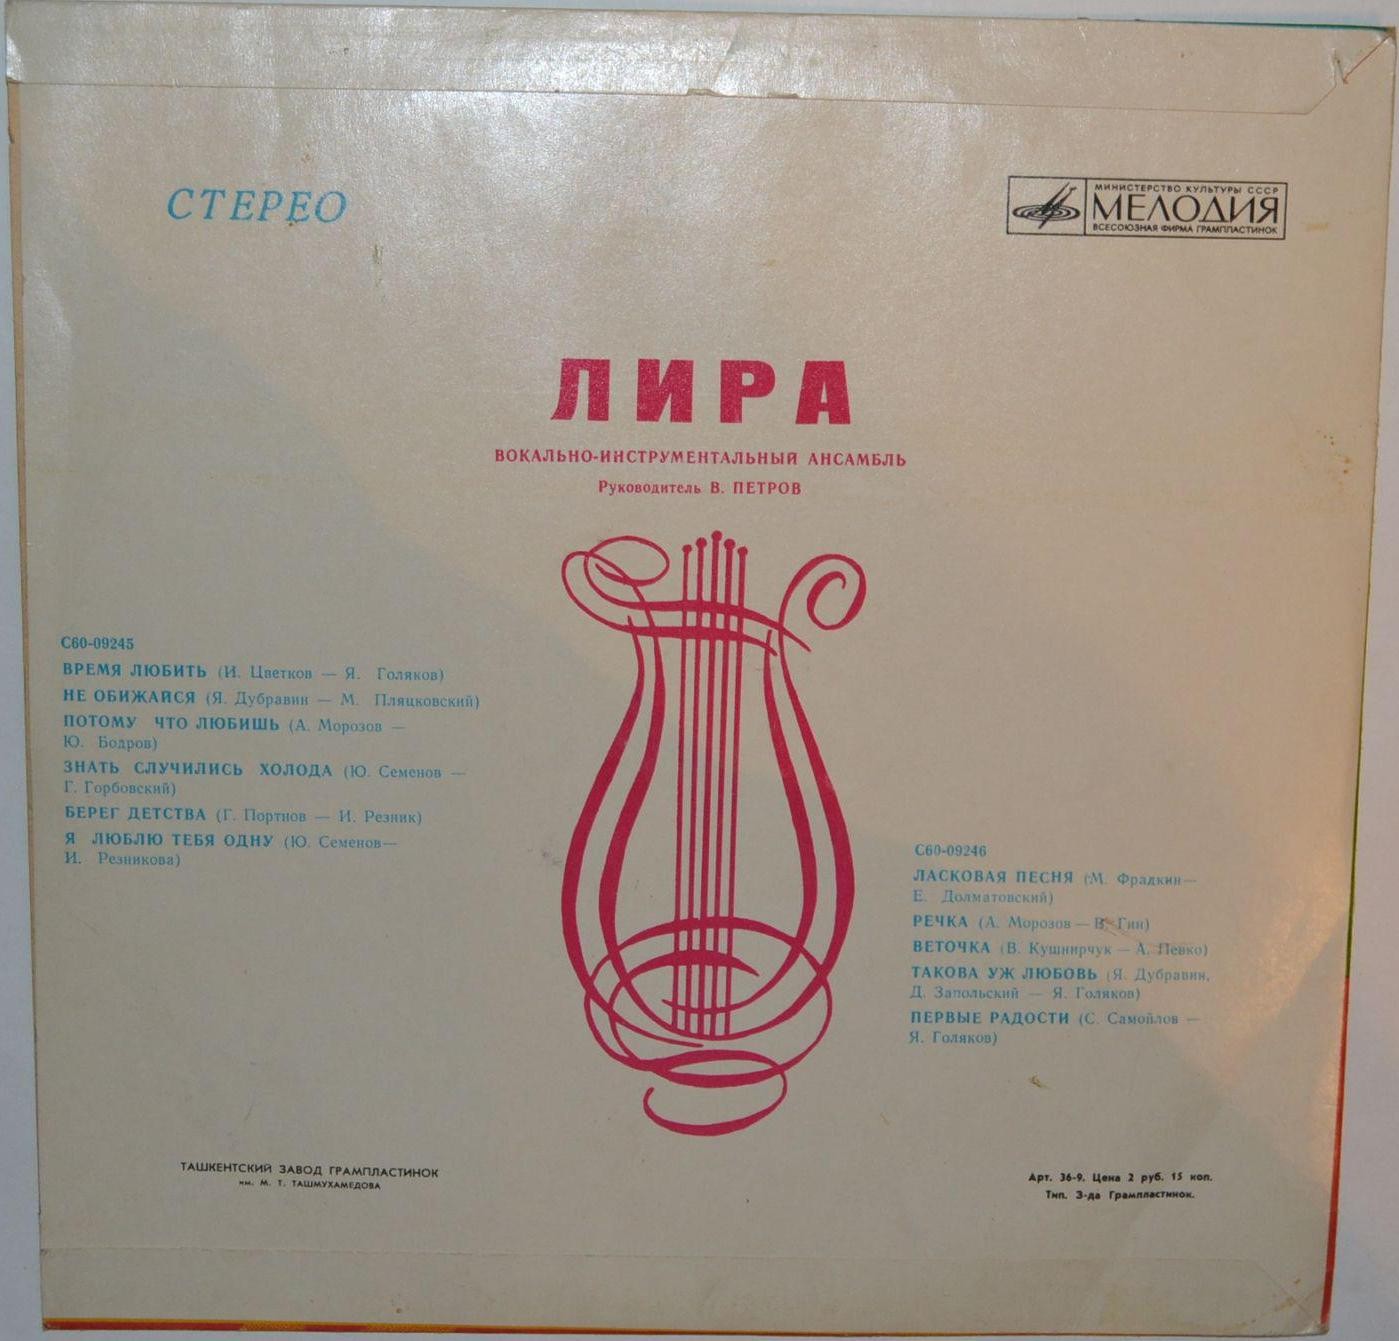 СТЕРЕО
МИНИСТЕРСТВО КУЛЬТУРЫ СССР
МЕЛОДИЯ
ВСЕСОЮЗНАЯ ФИРМА ГРАМПЛАСТИНОК
ЛИРА
ВОКАЛЬНО-ИНСТРУМЕНТАЛЬНЫЙ АНСАМБЛЬ
Руководитель В. ПЕТРОВ
С60-09245
ВРЕМЯ ЛЮБИТЬ (И. Цветков — Я. Голяков)
НЕ ОБИЖАЙСЯ (Я. Дубравин — М. Пляцковский)
ПОТОМУ ЧТО ЛЮБИШЬ (А. Морозов —
Ю. Бодров)
ЗНАТЬ СЛУЧИЛИСЬ ХОЛОДА (Ю. Семенов —
Г. Горбовский)
БЕРЕГ ДЕТСТВА (Г. Портнов — И. Резник)
Я ЛЮБЛЮ ТЕБЯ ОДНУ (Ю. Семенов—
И. Резникова)
С60-09246
ЛАСКОВАЯ ПЕСНЯ (М. Фрадкин—
Е. Долматовский)
РЕЧКА (А. Морозов — В. Гин)
ВЕТОЧКА (В. Кушнирчук — А. Певко)
ТАКОВА УЖ ЛЮБОВЬ (Я. Дубравин,
Д. Запольский — Я. Голяков)
ПЕРВЫЕ РАДОСТИ (С. Самойлов —
Я. Голяков)
ТАШКЕНТСКИЙ ЗАВОД ГРАМПЛАСТИНОК
им. М. Т. ТАШМУХАМЕДОВА
Арт. 36-9. Цена 2 руб. 15 коп.
Тип. З-да Грампластинок.